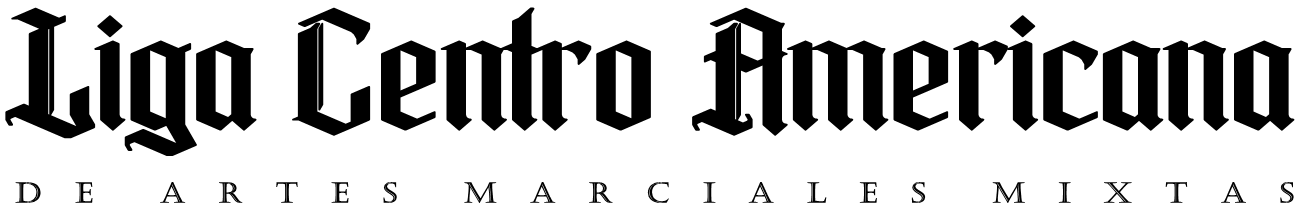 Liga Centro Americana
DE ARTES MARCIALES MIXTAS